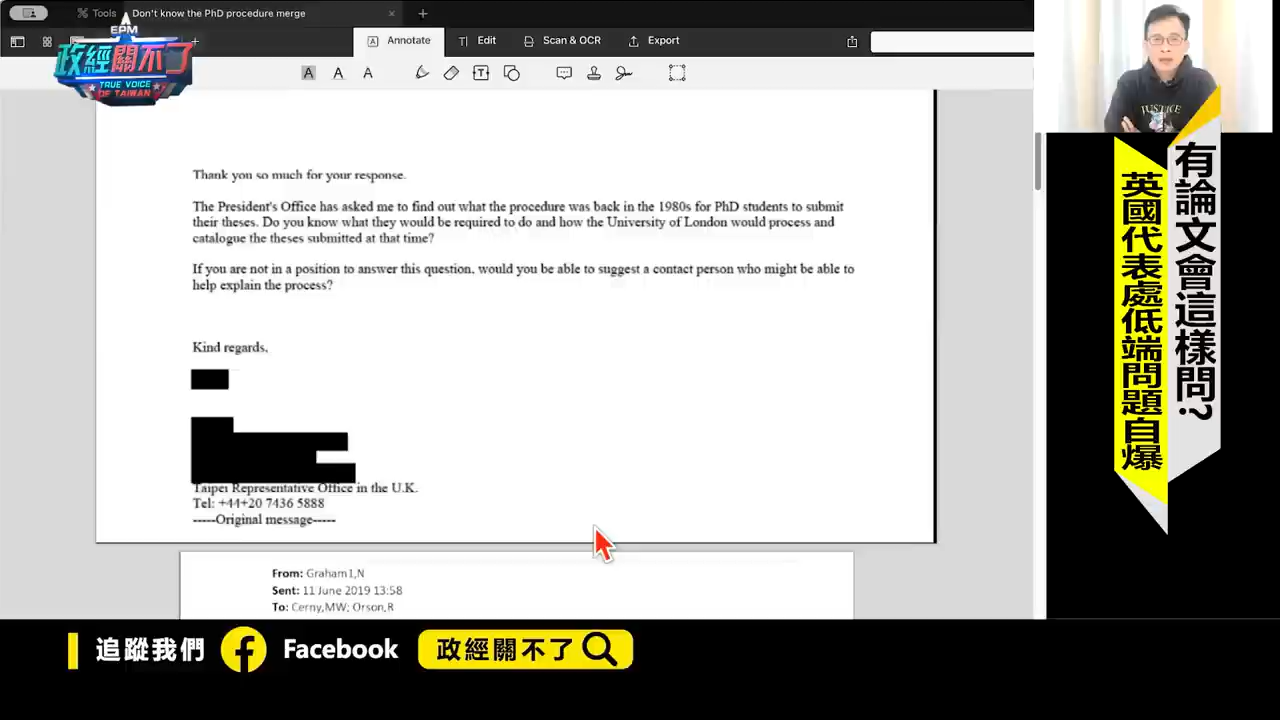 Tools
Don't know the PhD procedure merge
Annotate
Edit
Scan & OCR
Export
EPM
政經關不了
TRUE VOICE
OF TAIWAN
Thank you so much for your response.
The President's Office has asked me to find out what the procedure was back in the 1980s for PhD students to submit
their theses. Do you know what they would be required to do and how the University of London would process and
catalogue the theses submitted at that time?
If you are not in a position to answer this question, would you be able to suggest a contact person who might be able to
help explain the process?
Kind regards,
Taipei Representative Office in the U.K.
Tel: +44+20 7436 5888
-----Original message-----
From: Graham1,N
Sent: 11 June 2019 13:58
To: Cerny,MW; Orson,R
JUSTICE
有論文會這樣問?
英國代表處低端問題自爆
追蹤我們
Facebook
政經關不了